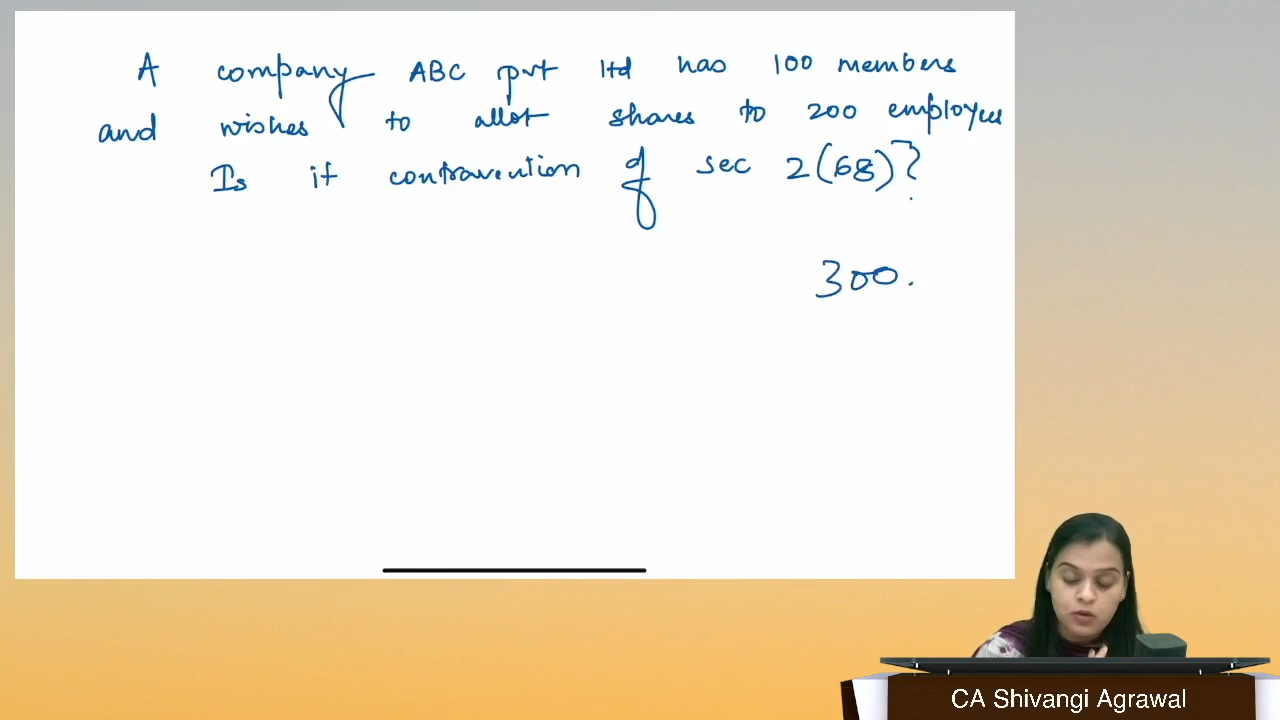 A company ABC pvt ltd has 100 members
and wishes to allot shares to 200 employees
Is it contravention of sec 2(68)?
300.
CA Shivangi Agrawal